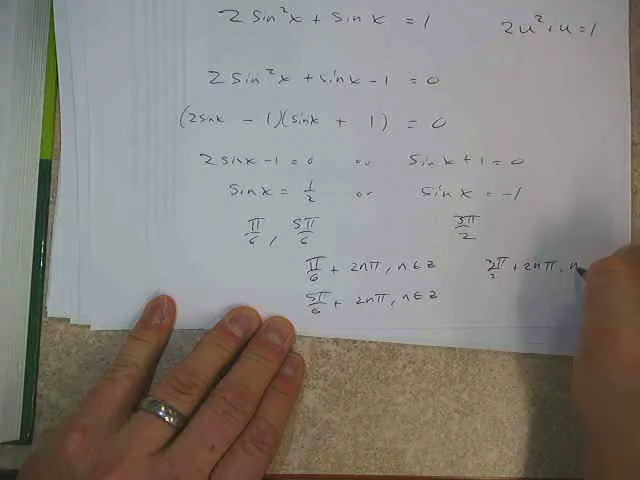 2 sin²x + sin x = 1 2u² + u = 1
2 sin²x + sin x - 1 = 0
(2 sin x - 1)(sin x + 1) = 0
2 sin x - 1 = 0 or sin x + 1 = 0
sin x = 1/2 or sin x = -1
π/6, 5π/6 3π/2
π/6 + 2nπ, n ∈ z 3π/2 + 2nπ, n
5π/6 + 2nπ, n ∈ z